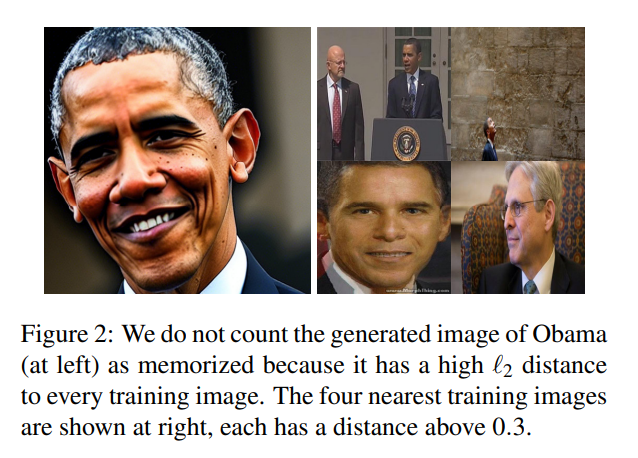 www.MorphThing.com
Figure 2: We do not count the generated image of Obama
(at left) as memorized because it has a high ℓ2 distance
to every training image. The four nearest training images
are shown at right, each has a distance above 0.3.